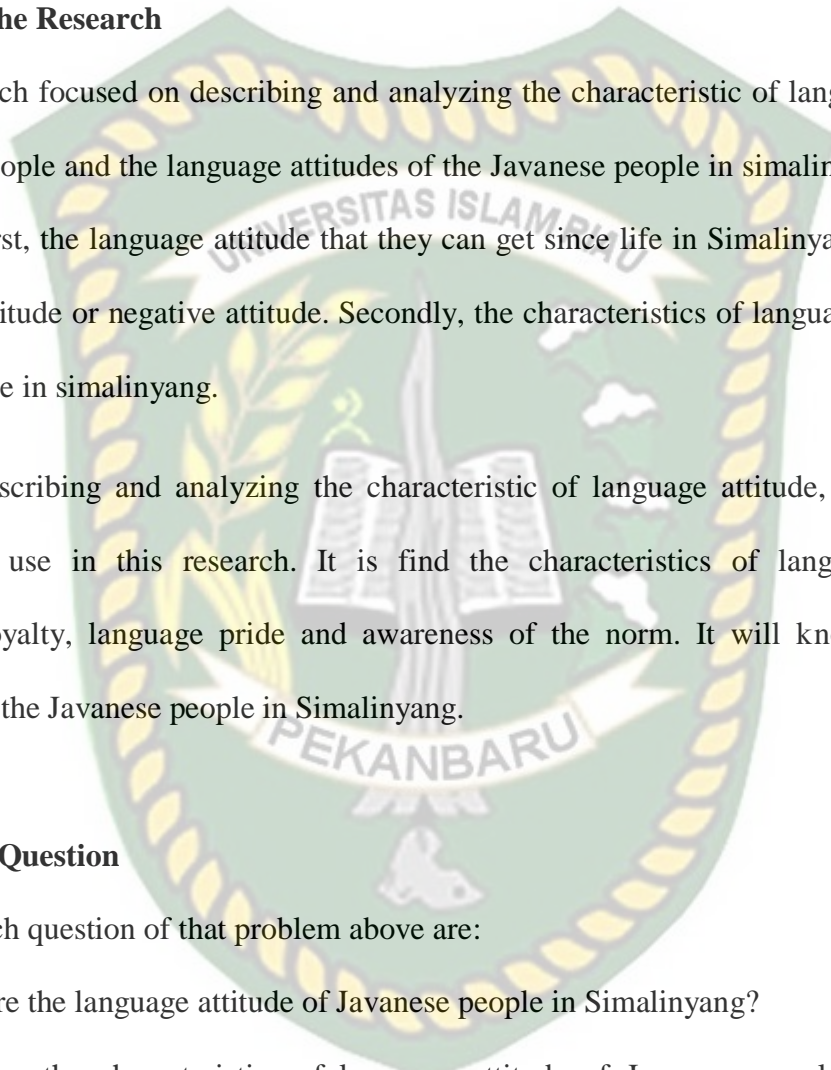 he Research
ch focused on describing and analyzing the characteristic of lang
ople and the language attitudes of the Javanese people in simalin
rst, the language attitude that they can get since life in Simalinya
UNIVERSITAS ISLAM RIAU
itude or negative attitude. Secondly, the characteristics of langua
e in simalinyang.
scribing and analyzing the characteristic of language attitude,
use in this research. It is find the characteristics of lang
oyalty, language pride and awareness of the norm. It will kn
the Javanese people in Simalinyang.
PEKANBARU
Question
ch question of that problem above are:
re the language attitude of Javanese people in Simalinyang?